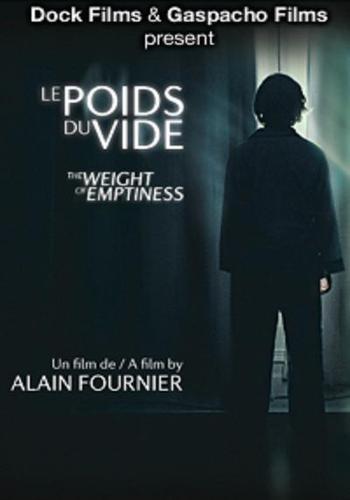 Dock Films & Gaspacho Films
present
LE POIDS
DU VIDE
THE WEIGHT
OF EMPTINESS
Un film de / A film by
ALAIN FOURNIER